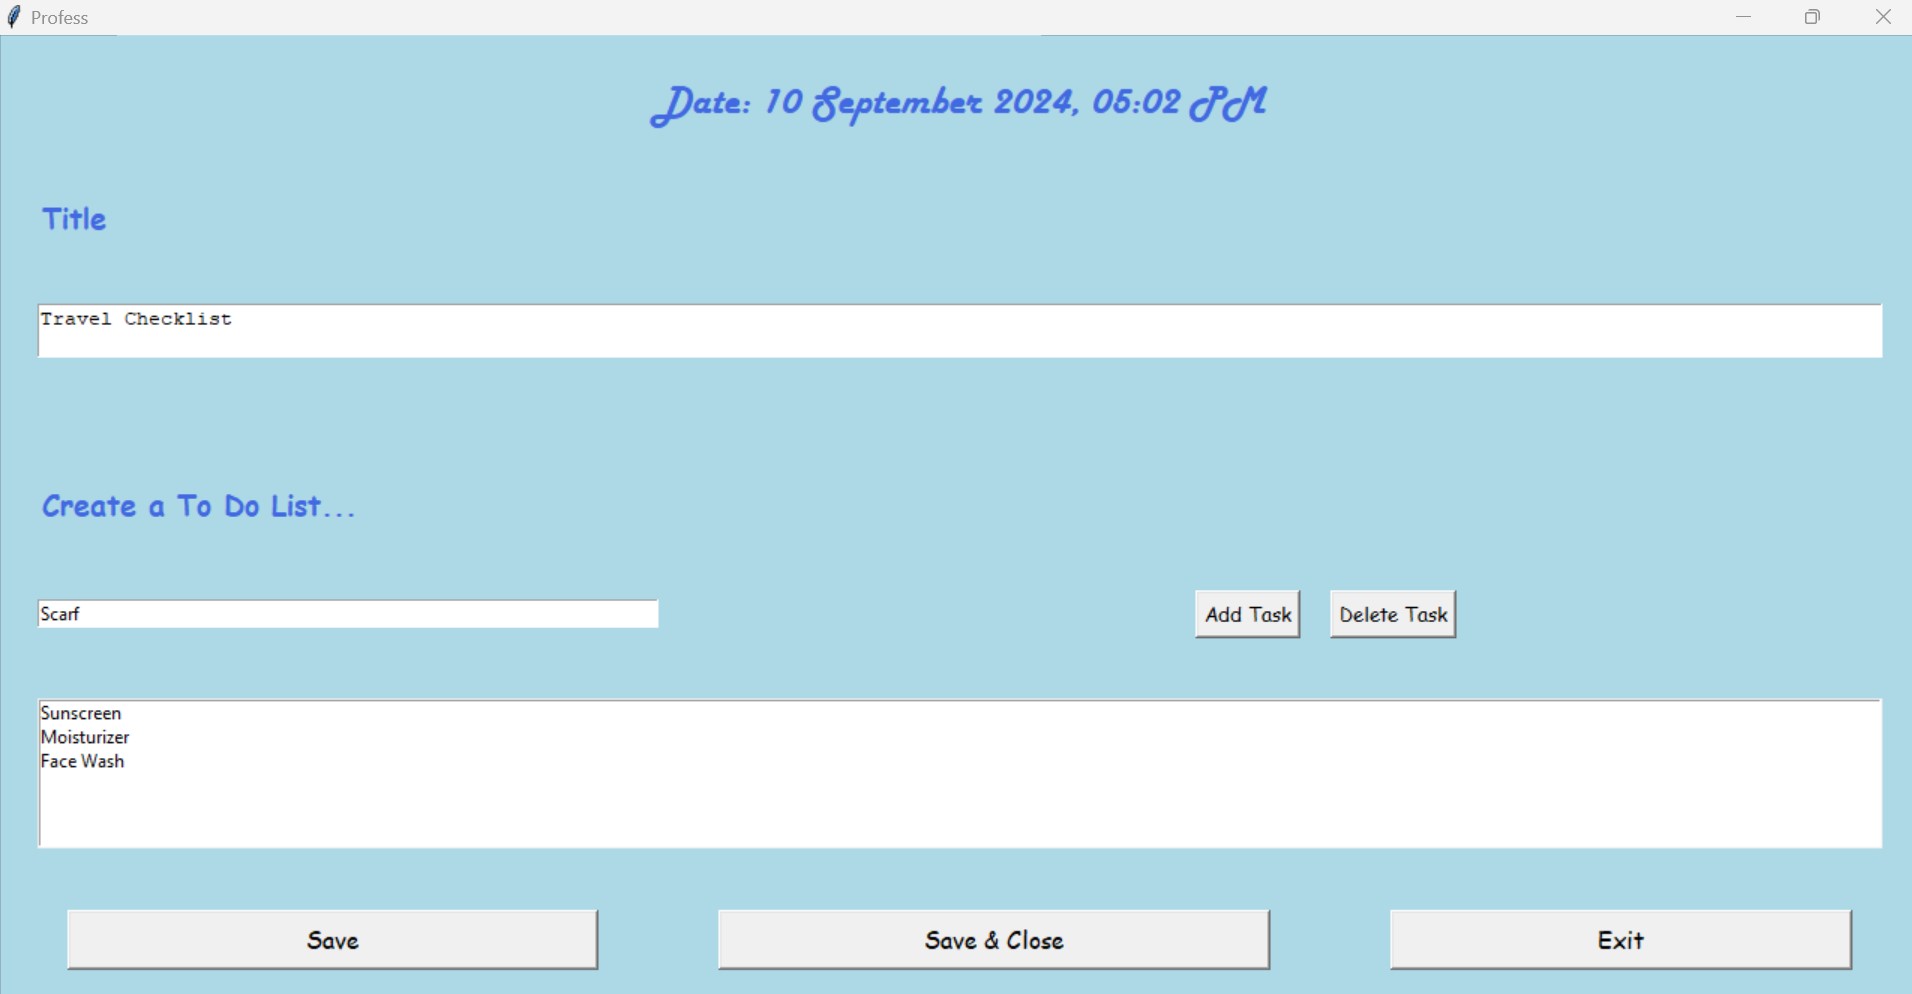 Profess
Date: 10 September 2024, 05:02 PM
Title
Travel Checklist
Create a To Do List...
Scarf
Add Task
Delete Task
Sunscreen
Moisturizer
Face Wash
Save
Save & Close
Exit